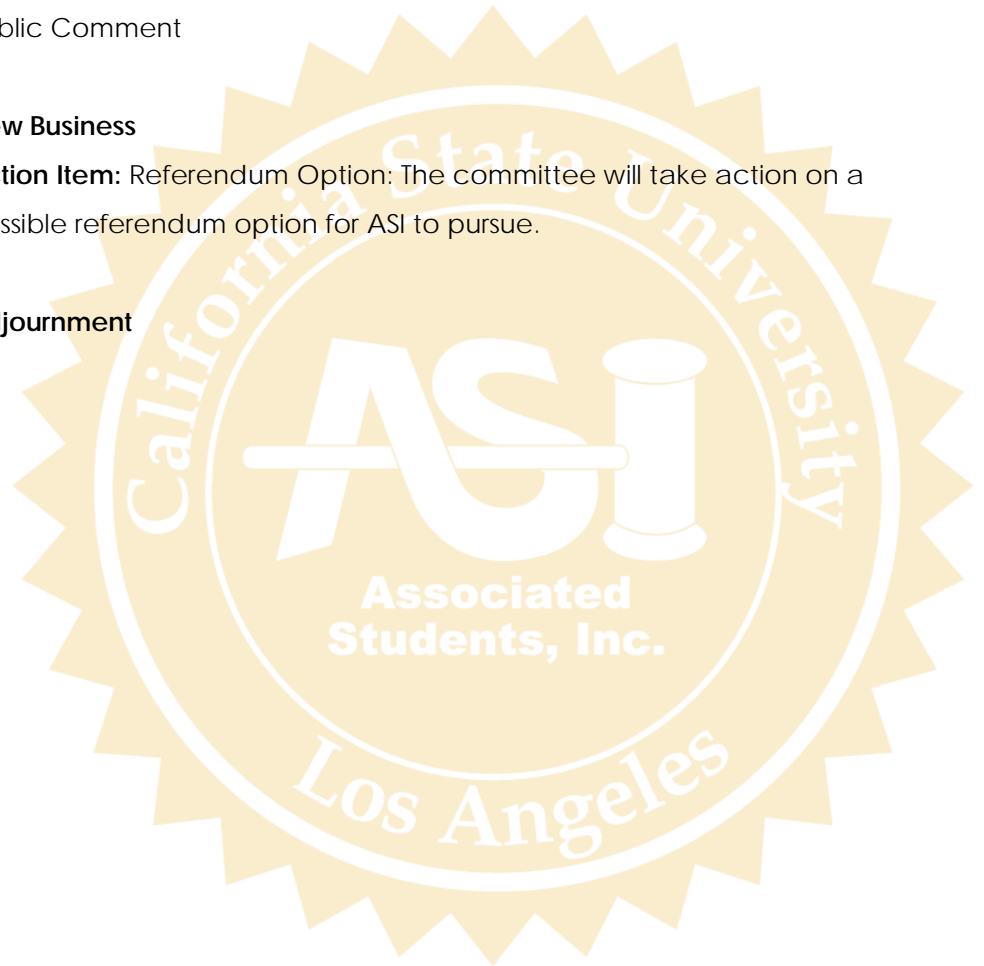 blic Comment
w Business
tion Item: Referendum Option: The committee will take action on a
ssible referendum option for ASI to pursue.
journment
California State University
ASI
Associated
Students, Inc.
Los Angeles